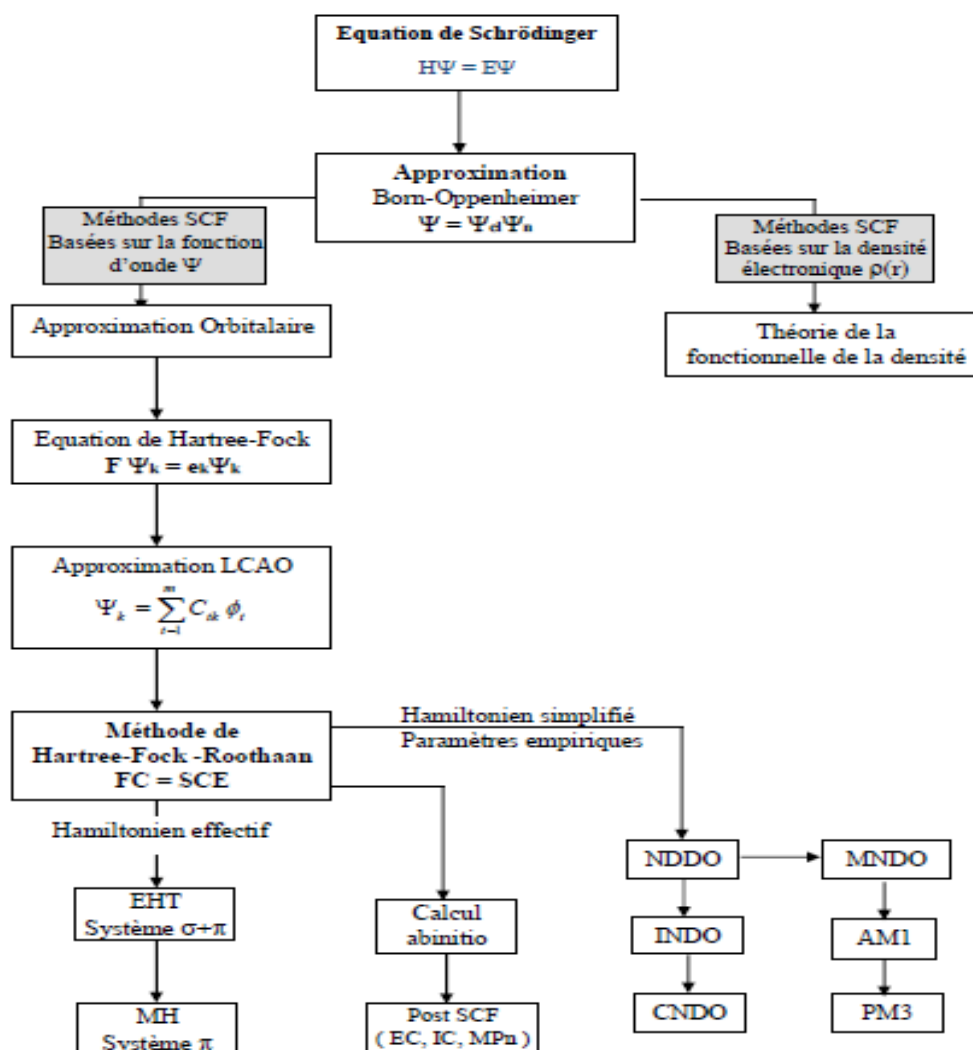 Equation de Schrödinger
HΨ = EΨ
Approximation
Born-Oppenheimer
Ψ = ΨelΨn
Méthodes SCF
Basées sur la fonction
d’onde Ψ
Méthodes SCF
Basées sur la densité
électronique ρ(r)
Approximation Orbitalaire
Théorie de la
fonctionnelle de la densité
Equation de Hartree-Fock
F Ψk = ekΨk
Approximation LCAO
Ψk = ∑ m t=1 Ctk ϕt
Méthode de
Hartree-Fock -Roothaan
FC = SCE
Hamiltonien simplifié
Paramètres empiriques
Hamiltonien effectif
NDDO
MNDO
EHT
Système σ+π
Calcul
abinitio
INDO
AM1
MH
Système π
Post SCF
( EC, IC, MPn )
CNDO
PM3